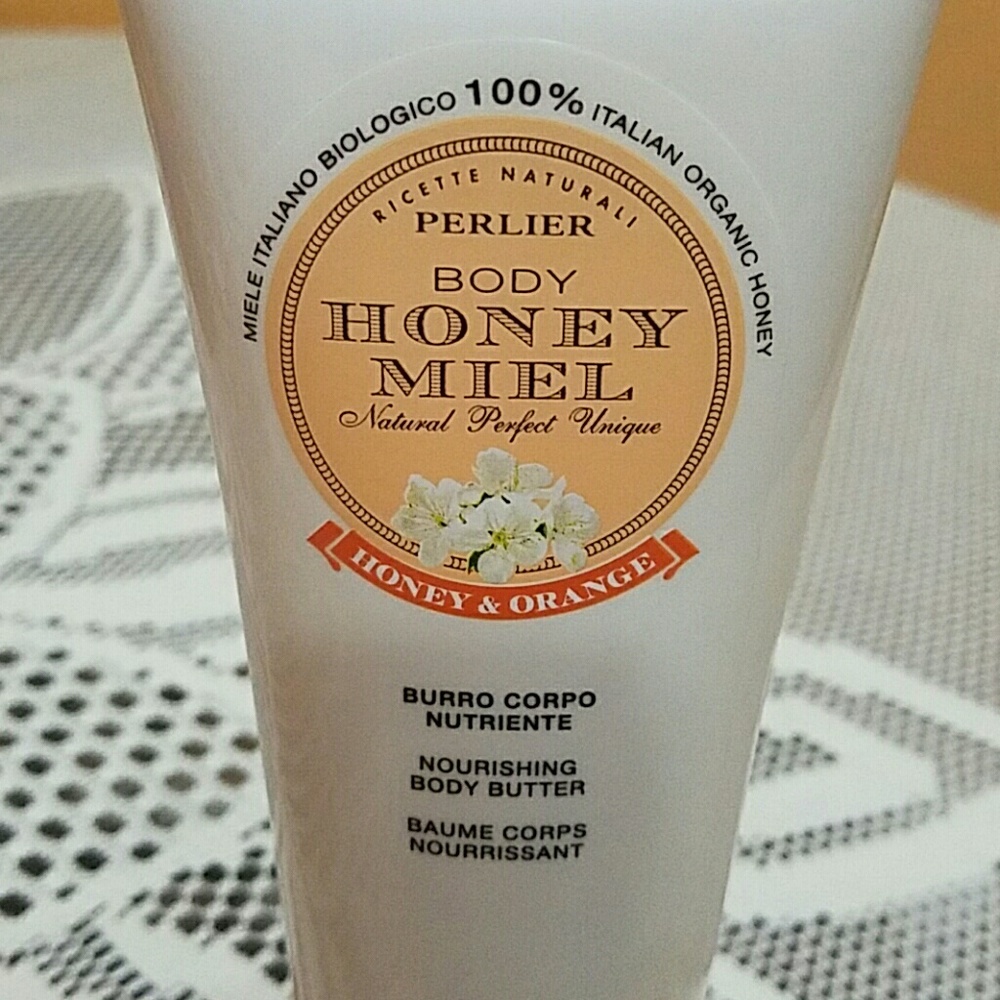 MIELE ITALIANO BIOLOGICO 100% ITALIAN ORGANIC HONEY
RICETTE NATURALI
PERLIER
BODY
HONEY
MIEL
Natural Perfect Unique
HONEY & ORANGE
BURRO CORPO
NUTRIENTE
NOURISHING
BODY BUTTER
BAUME CORPS
NOURRISSANT